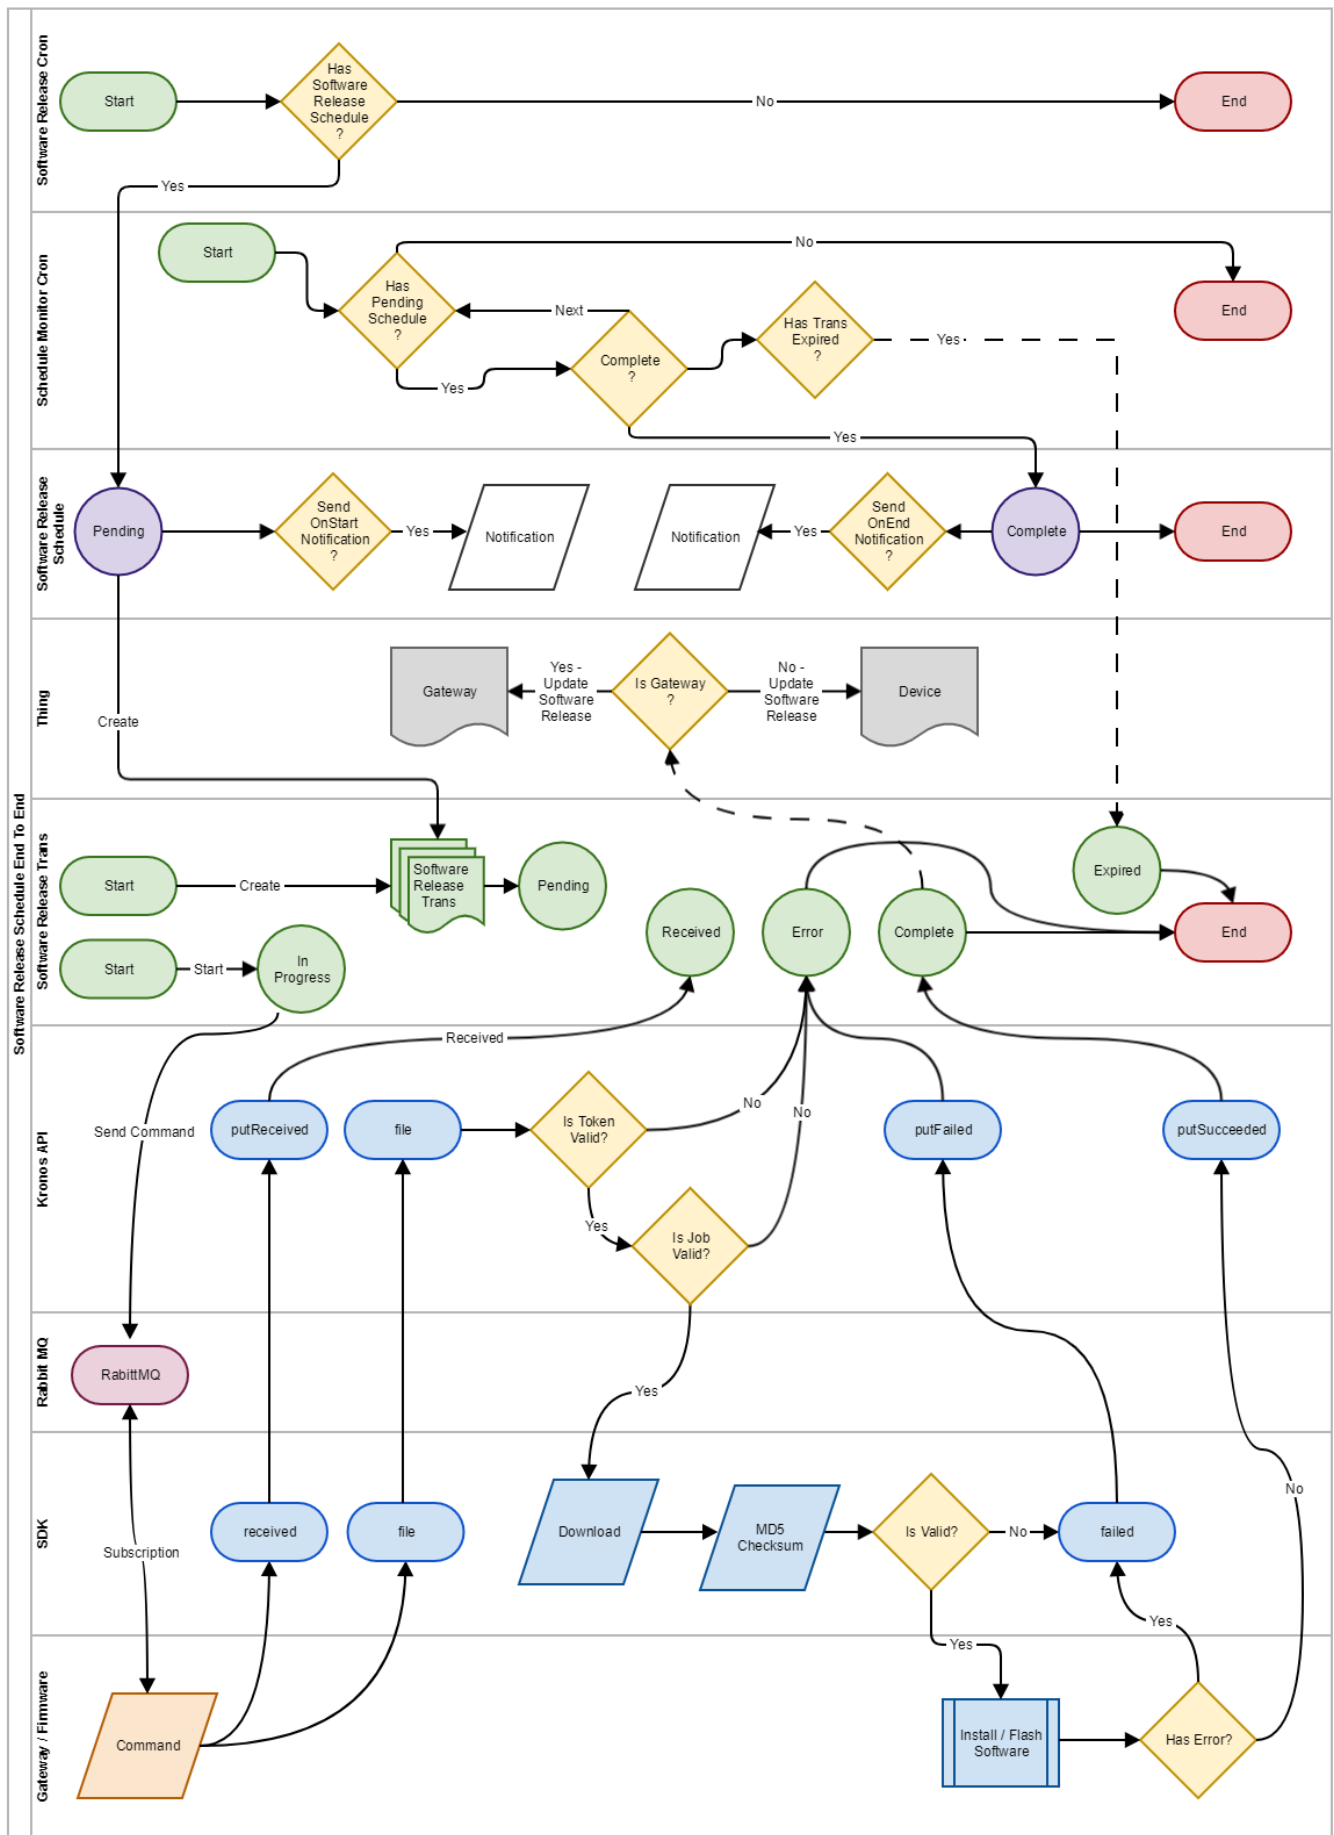 Software Release Schedule End To End
Software Release Cron
Start
Has
Software
Release
Schedule
?
No
End
Yes
Schedule Monitor Cron
Start
No
Has
Pending
Schedule
?
Next
Has Trans
Expired
?
Yes
End
Complete
?
Yes
Yes
Software Release
Schedule
Pending
Send
OnStart
Notification
?
Yes
Notification
Notification
Yes
Send
OnEnd
Notification
?
Complete
End
Thing
Create
Gateway
Yes -
Update
Software
Release
Is Gateway
?
No -
Update
Software
Release
Device
Software Release Trans
Start
Create
Software
Release
Trans
Pending
Received
Error
Complete
Expired
End
Start
Start
In
Progress
Kronos API
Received
Send Command
putReceived
file
Is Token
Valid?
No
No
putFailed
putSucceeded
Yes
Is Job
Valid?
Rabbit MQ
RabittMQ
Yes
SDK
Subscription
received
file
Download
MD5
Checksum
Is Valid?
No
failed
No
Yes
Yes
Gateway / Firmware
Command
Install / Flash
Software
Has Error?